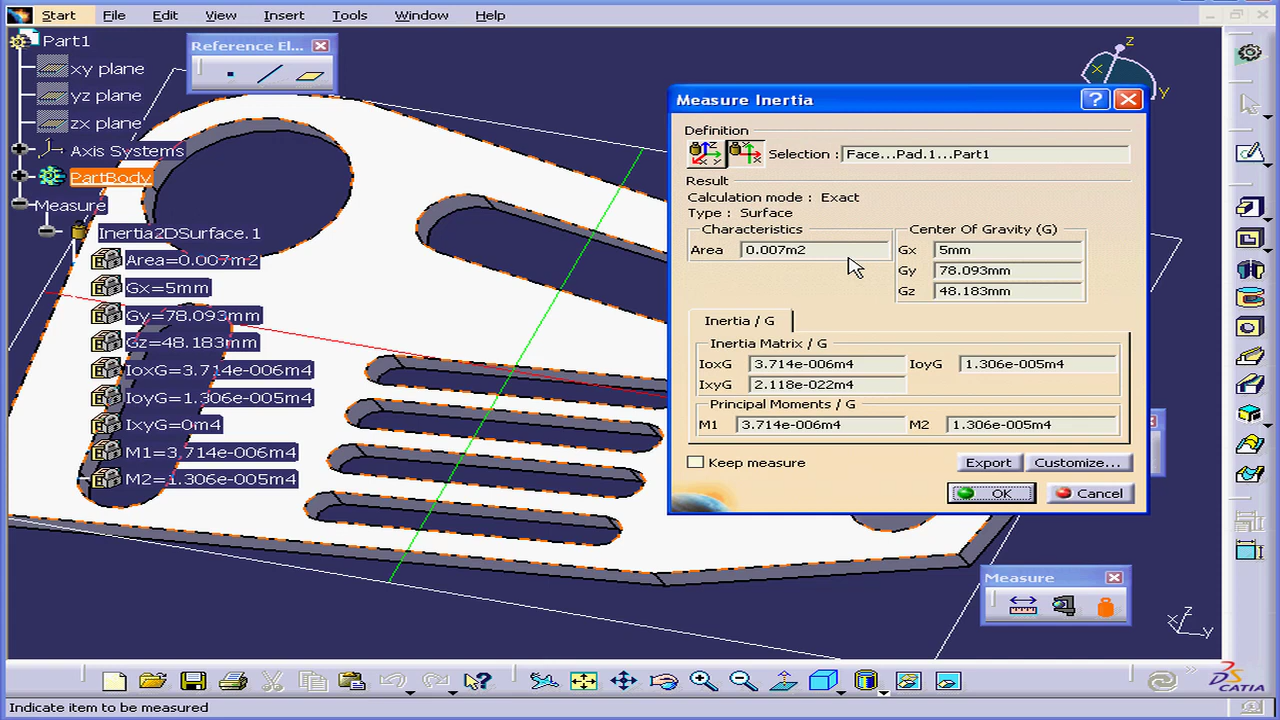 Start File Edit View Insert Tools Window Help
Part1
xy plane
yz plane
zx plane
Axis Systems
PartBody
Measure
Inertia2DSurface.1
Area=0.007m2
Gx=5mm
Gy=78.093mm
Gz=48.183mm
IoxG=3.714e-006m4
IoyG=1.306e-005m4
IxyG=0m4
M1=3.714e-006m4
M2=1.306e-005m4
Reference El...
z
x
y
Measure Inertia
Definition
Selection : Face...Pad.1...Part1
Result
Calculation mode : Exact
Type : Surface
Characteristics
Area 0.007m2
Center Of Gravity (G)
Gx 5mm
Gy 78.093mm
Gz 48.183mm
Inertia / G
Inertia Matrix / G
IoxG 3.714e-006m4 IoyG 1.306e-005m4
IxyG 2.118e-022m4
Principal Moments / G
M1 3.714e-006m4 M2 1.306e-005m4
Keep measure Export Customize...
OK Cancel
Measure
z
x
y
CATIA
Indicate item to be measured